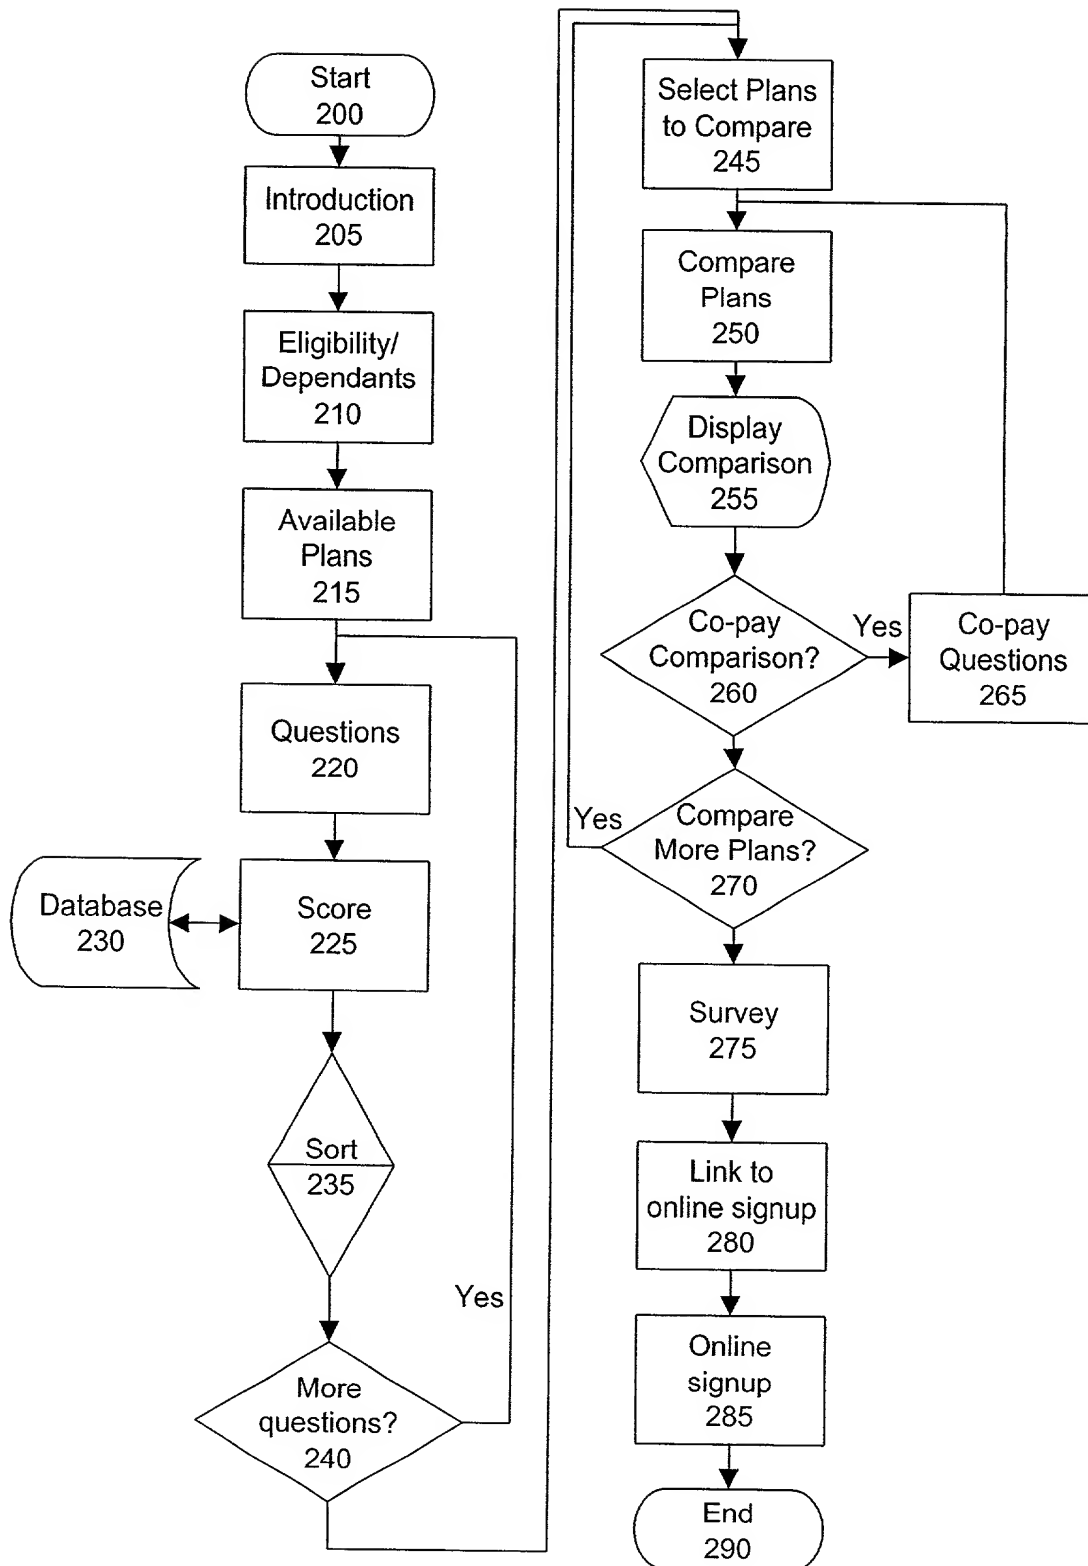 Start
200
Introduction
205
Eligibility/
Dependants
210
Available
Plans
215
Questions
220
Score
225
Database
230
Sort
235
Yes
More
questions?
240
Select Plans
to Compare
245
Compare
Plans
250
Display
Comparison
255
Co-pay
Comparison?
260
Yes
Co-pay
Questions
265
Compare
More Plans?
270
Yes
Survey
275
Link to
online signup
280
Online
signup
285
End
290